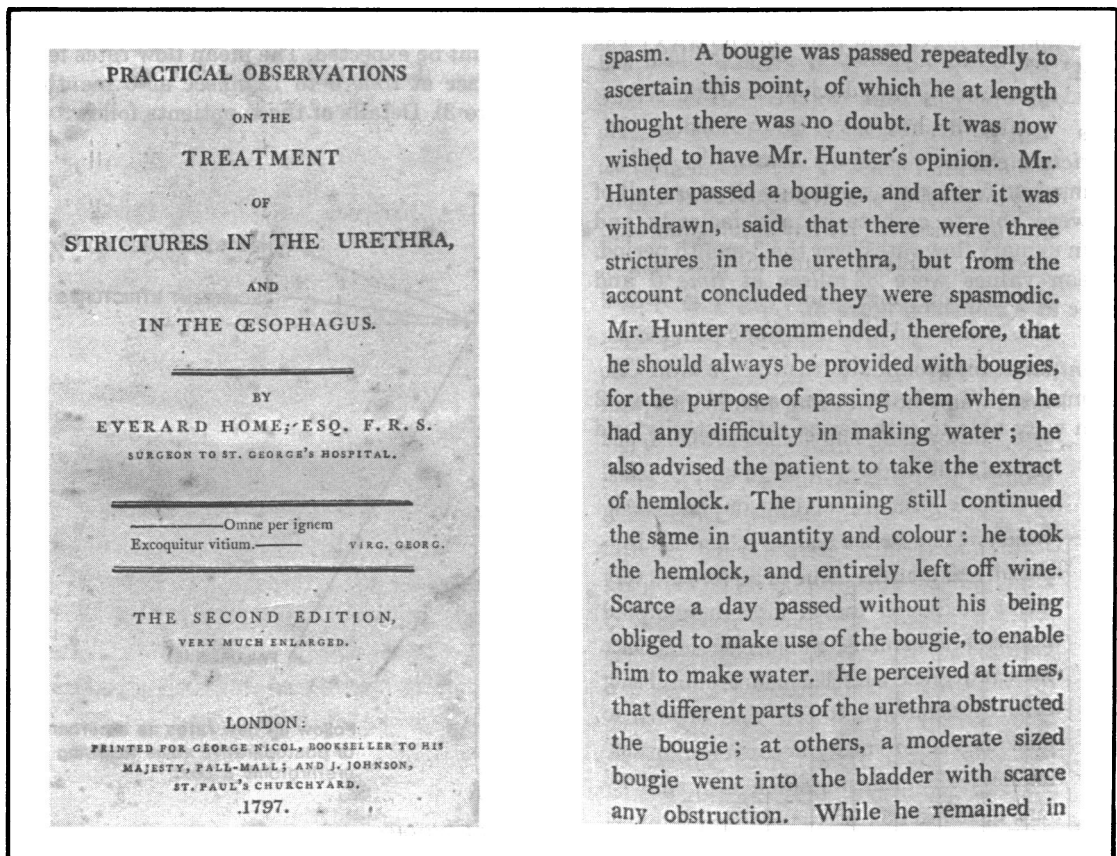 PRACTICAL OBSERVATIONS
ON THE
TREATMENT
OF
STRICTURES IN THE URETHRA,
AND
IN THE ŒSOPHAGUS.
BY
EVERARD HOME, ESQ. F. R. S.
SURGEON TO ST. GEORGE'S HOSPITAL.
————Omne per ignem
Excoquitur vitium.—— VIRG. GEORG.
THE SECOND EDITION,
VERY MUCH ENLARGED.
LONDON:
PRINTED FOR GEORGE NICOL, BOOKSELLER TO HIS
MAJESTY, PALL-MALL; AND J. JOHNSON,
ST. PAUL'S CHURCHYARD.
1797.
spasm. A bougie was passed repeatedly to
ascertain this point, of which he at length
thought there was no doubt. It was now
wished to have Mr. Hunter's opinion. Mr.
Hunter passed a bougie, and after it was
withdrawn, said that there were three
strictures in the urethra, but from the
account concluded they were spasmodic.
Mr. Hunter recommended, therefore, that
he should always be provided with bougies,
for the purpose of passing them when he
had any difficulty in making water; he
also advised the patient to take the extract
of hemlock. The running still continued
the same in quantity and colour: he took
the hemlock, and entirely left off wine.
Scarce a day passed without his being
obliged to make use of the bougie, to enable
him to make water. He perceived at times,
that different parts of the urethra obstructed
the bougie; at others, a moderate sized
bougie went into the bladder with scarce
any obstruction. While he remained in